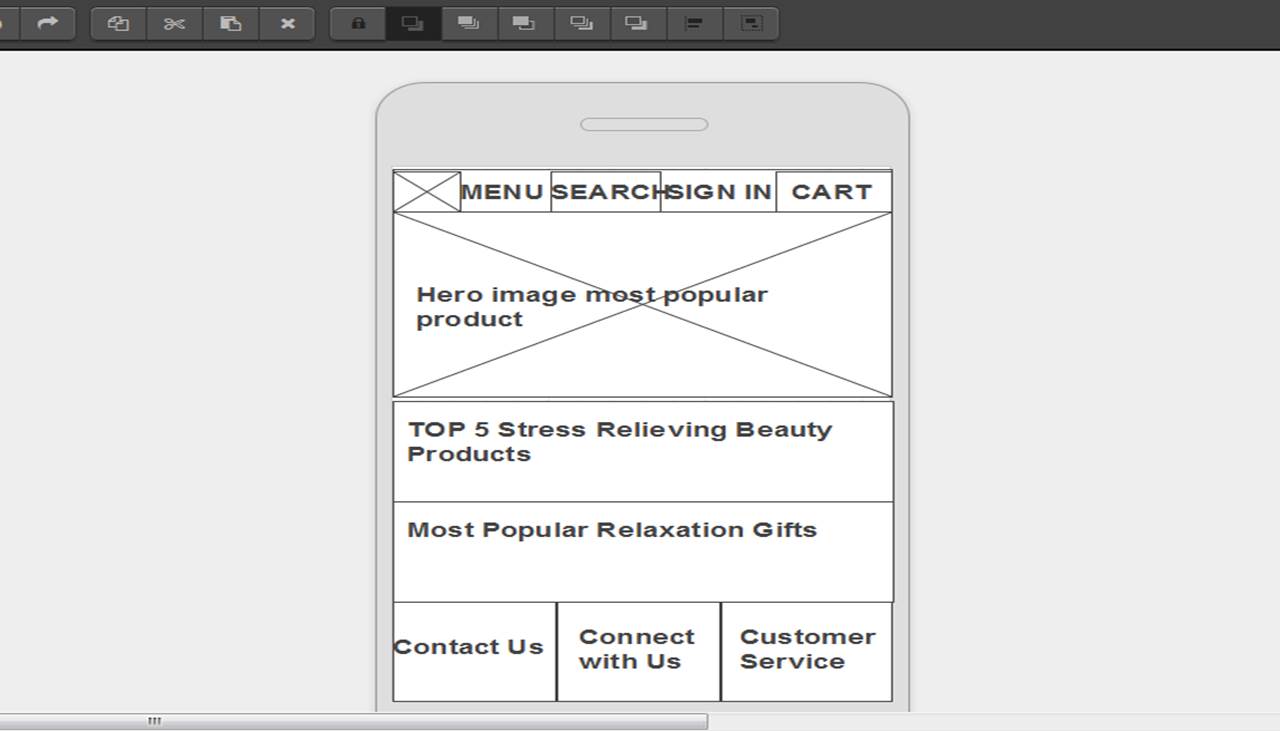 MENU SEARCH SIGN IN CART
Hero image most popular
product
TOP 5 Stress Relieving Beauty
Products
Most Popular Relaxation Gifts
Contact Us
Connect
with Us
Customer
Service